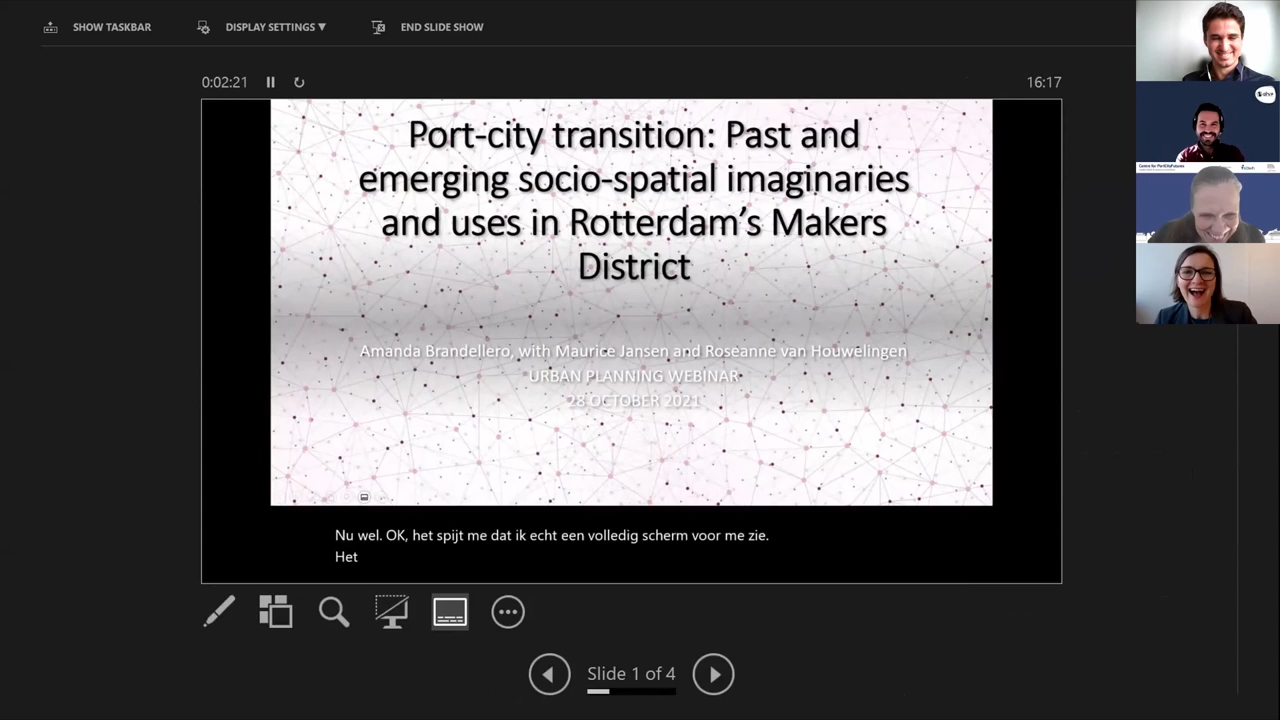 SHOW TASKBAR
DISPLAY SETTINGS ▼
END SLIDE SHOW
0:02:21
16:17
Port-city transition: Past and
emerging socio-spatial imaginaries
and uses in Rotterdam’s Makers
District
Amanda Brandellero, with Maurice Jansen and Roseanne van Houwelingen
URBAN PLANNING WEBINAR
28 OCTOBER 2021
Nu wel. OK, het spijt me dat ik echt een volledig scherm voor me zie.
Het
Slide 1 of 4
Centre for PortCityFutures